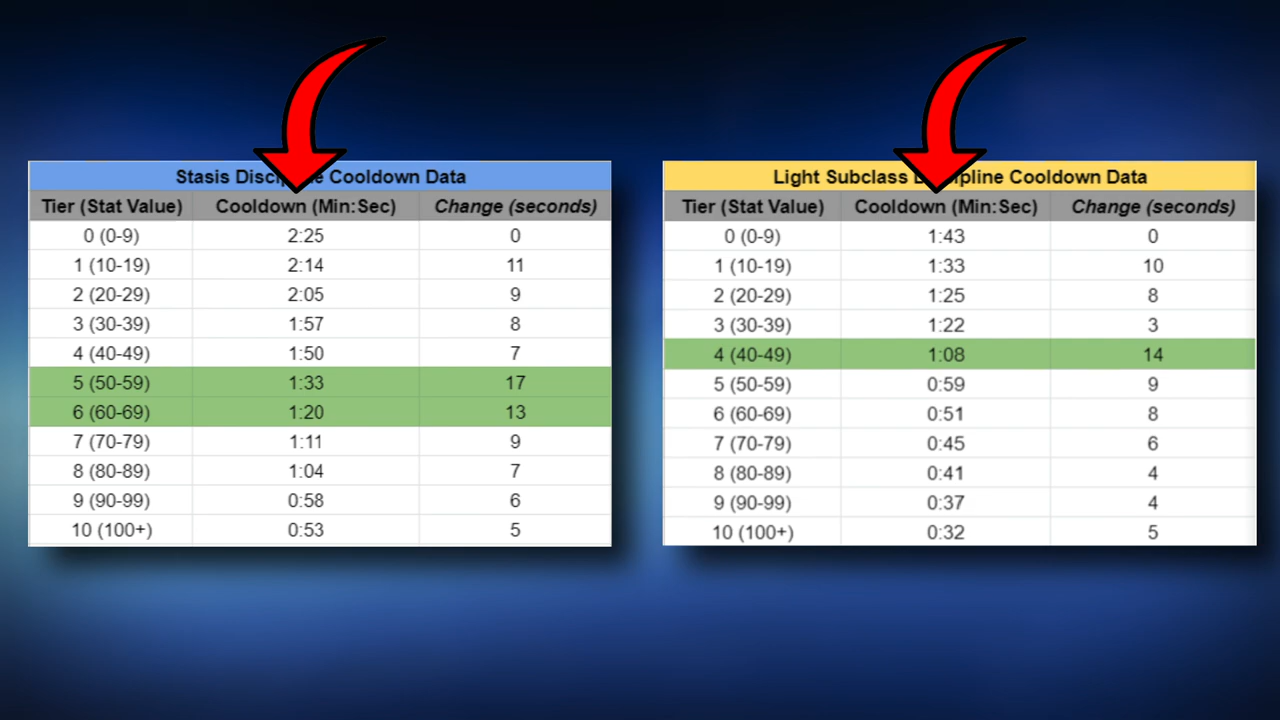 Stasis Disc ne Cooldown Data
Tier (Stat Value) Cooldown (Min:Sec) Change (seconds)
0 (0-9) 2:25 0
1 (10-19) 2:14 11
2 (20-29) 2:05 9
3 (30-39) 1:57 8
4 (40-49) 1:50 7
5 (50-59) 1:33 17
6 (60-69) 1:20 13
7 (70-79) 1:11 9
8 (80-89) 1:04 7
9 (90-99) 0:58 6
10 (100+) 0:53 5
Light Subclass D cipline Cooldown Data
Tier (Stat Value) Cooldown (Min:Sec) Change (seconds)
0 (0-9) 1:43 0
1 (10-19) 1:33 10
2 (20-29) 1:25 8
3 (30-39) 1:22 3
4 (40-49) 1:08 14
5 (50-59) 0:59 9
6 (60-69) 0:51 8
7 (70-79) 0:45 6
8 (80-89) 0:41 4
9 (90-99) 0:37 4
10 (100+) 0:32 5